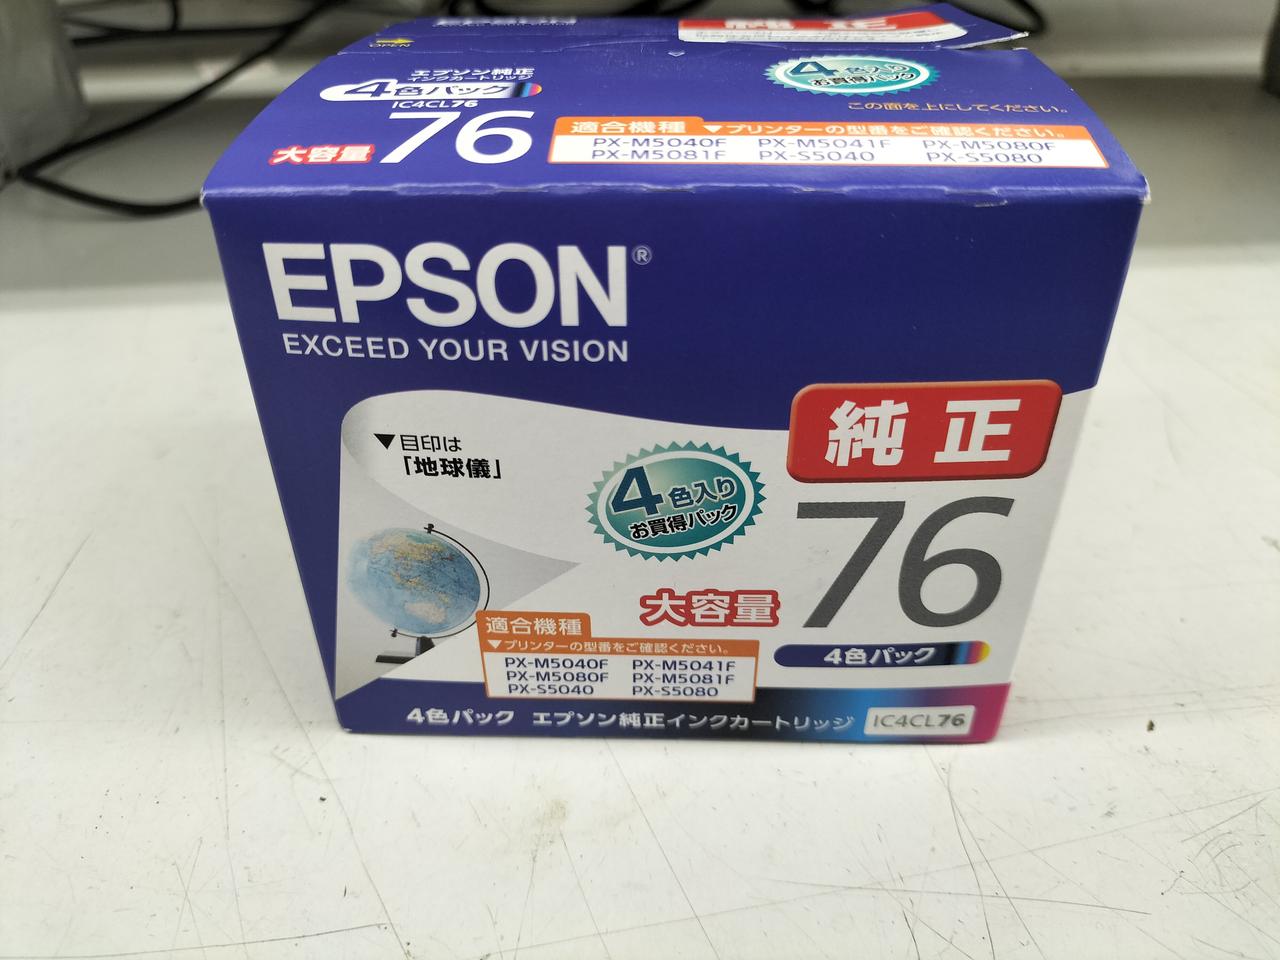 EPSON
純正
OPEN
エプソン純正
インクカートリッジ
4色パック
IC4CL76
大容量
76
4色入り
お買得パック
この面を上にしてください。
適合機種 ▼プリンターの型番をご確認ください。
PX-M5040F PX-M5041F PX-M5080F
PX-M5081F PX-S5040 PX-S5080
EPSON®
EXCEED YOUR VISION
▼目印は
「地球儀」
4色入り
お買得パック
純正
76
大容量
4色パック
適合機種
▼プリンターの型番をご確認ください。
PX-M5040F PX-M5041F
PX-M5080F PX-M5081F
PX-S5040 PX-S5080
4色パック エプソン純正インクカートリッジ IC4CL76